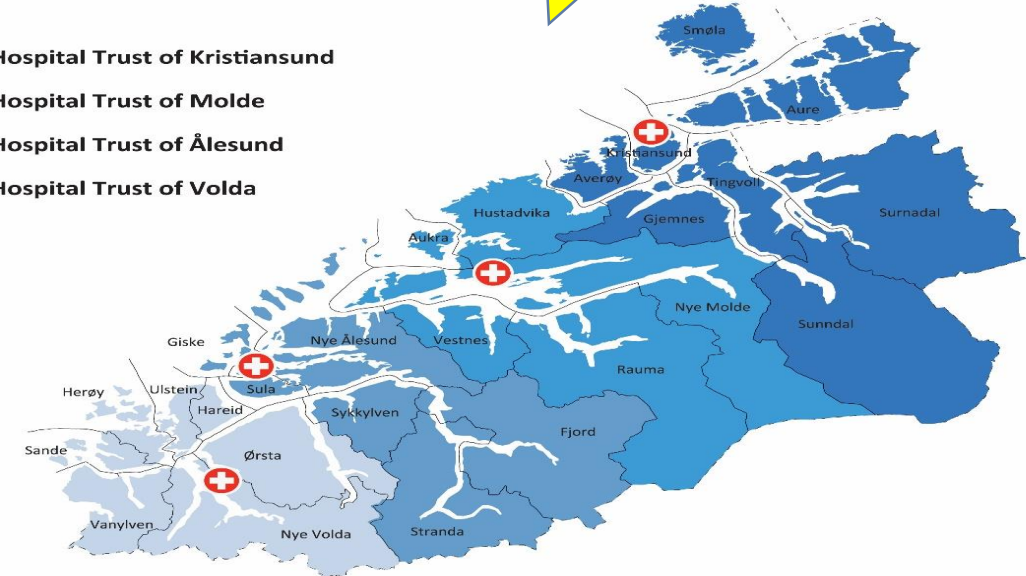 Hospital Trust of Kristiansund
Hospital Trust of Molde
Hospital Trust of Ålesund
Hospital Trust of Volda
Smøla
Aure
Kristiansund
Averøy
Tingvoll
Hustadvika
Gjemnes
Surnadal
Aukra
Nye Molde
Sunndal
Giske
Nye Ålesund
Vestnes
Rauma
Herøy
Ulstein
Sula
Hareid
Sykkylven
Fjord
Sande
Ørsta
Vanylven
Nye Volda
Stranda